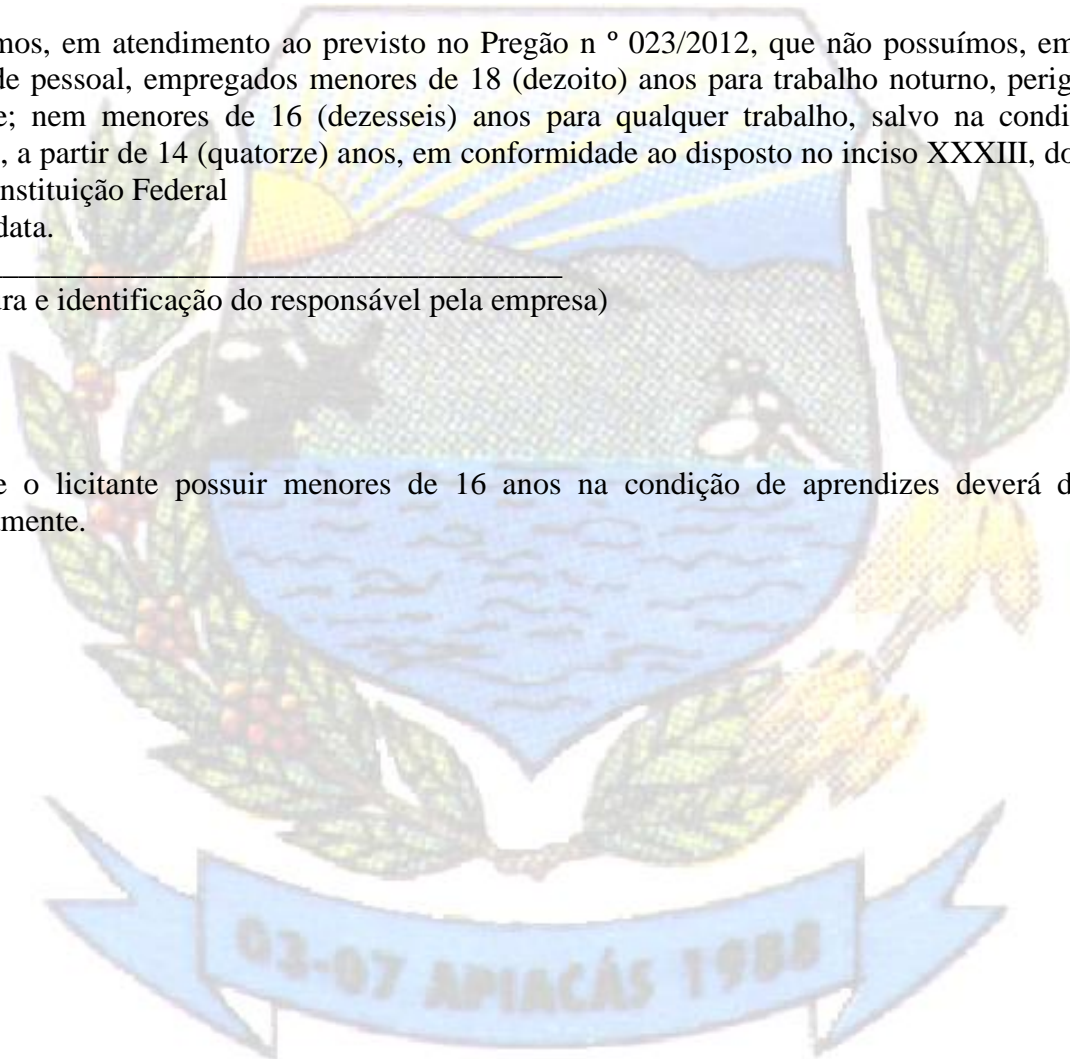 mos, em atendimento ao previsto no Pregão n º 023/2012, que não possuímos, em
de pessoal, empregados menores de 18 (dezoito) anos para trabalho noturno, perig
e; nem menores de 16 (dezesseis) anos para qualquer trabalho, salvo na condi
, a partir de 14 (quatorze) anos, em conformidade ao disposto no inciso XXXIII, do
nstituição Federal
data.
______________________________________
ura e identificação do responsável pela empresa)
e o licitante possuir menores de 16 anos na condição de aprendizes deverá d
mente.
03-07 APIACÁS 1988